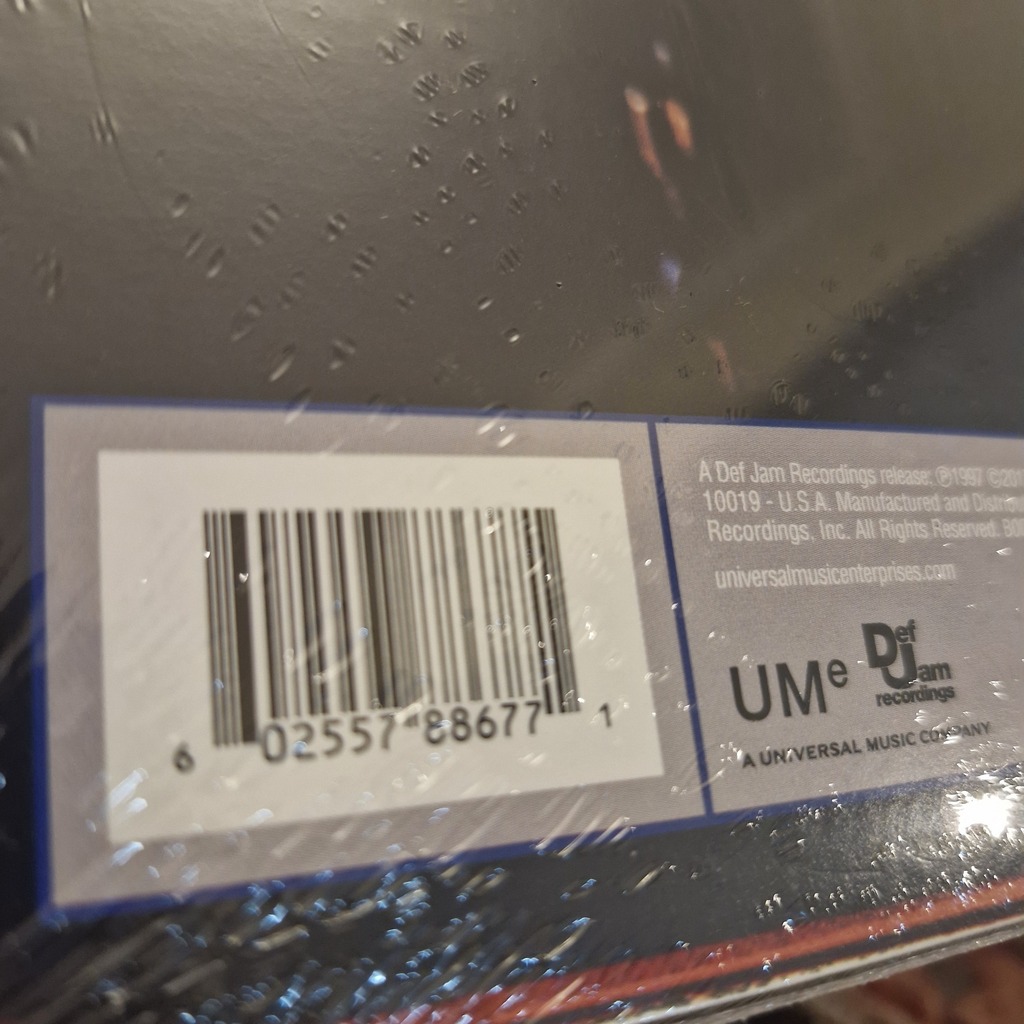 A Def Jam Recordings release: ℗1997 ©201
10019 - U.S.A. Manufactured and
Recordings, Inc. All Rights Reserved.
universalmusicenterprises.com
UMe
Def Jam recordings
A UNIVERSAL MUSIC COMPANY
6 02557 88677 1